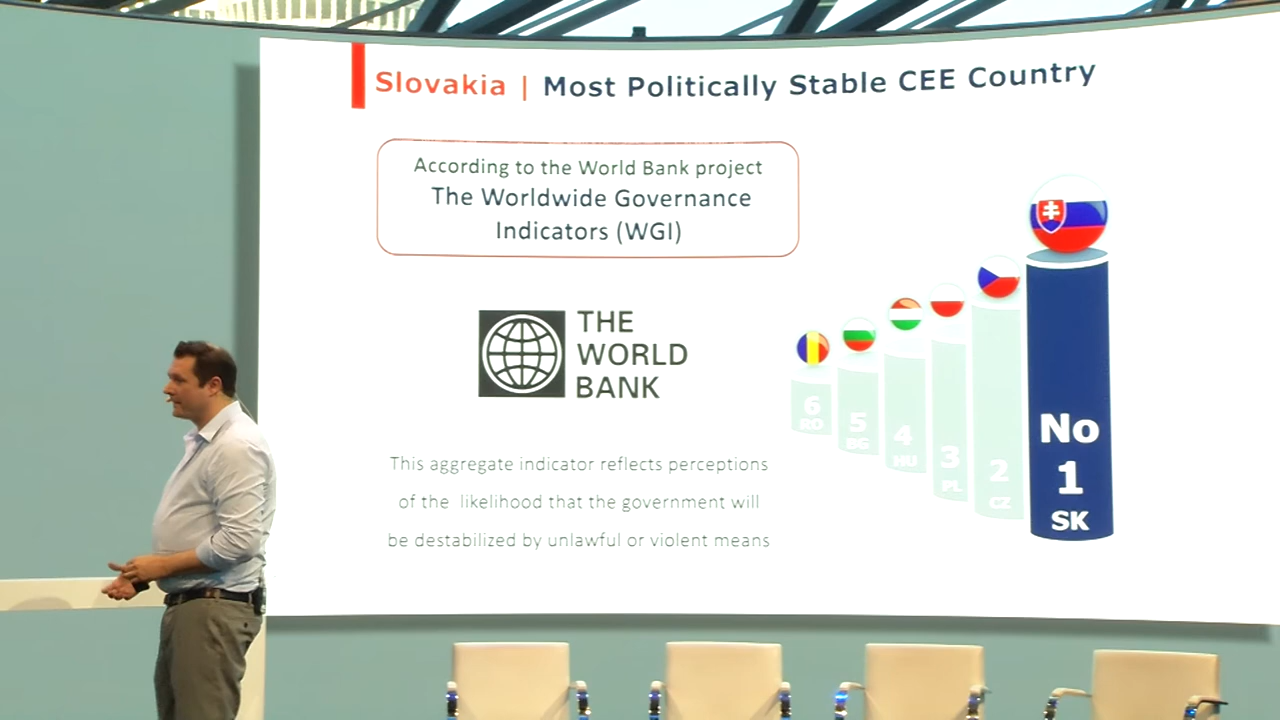 Slovakia | Most Politically Stable CEE Country
According to the World Bank project
The Worldwide Governance
Indicators (WGI)
THE
WORLD
BANK
This aggregate indicator reflects perceptions
of the likelihood that the government will
be destabilized by unlawful or violent means
6
RO
5
BG
4
HU
3
PL
2
CZ
No
1
SK